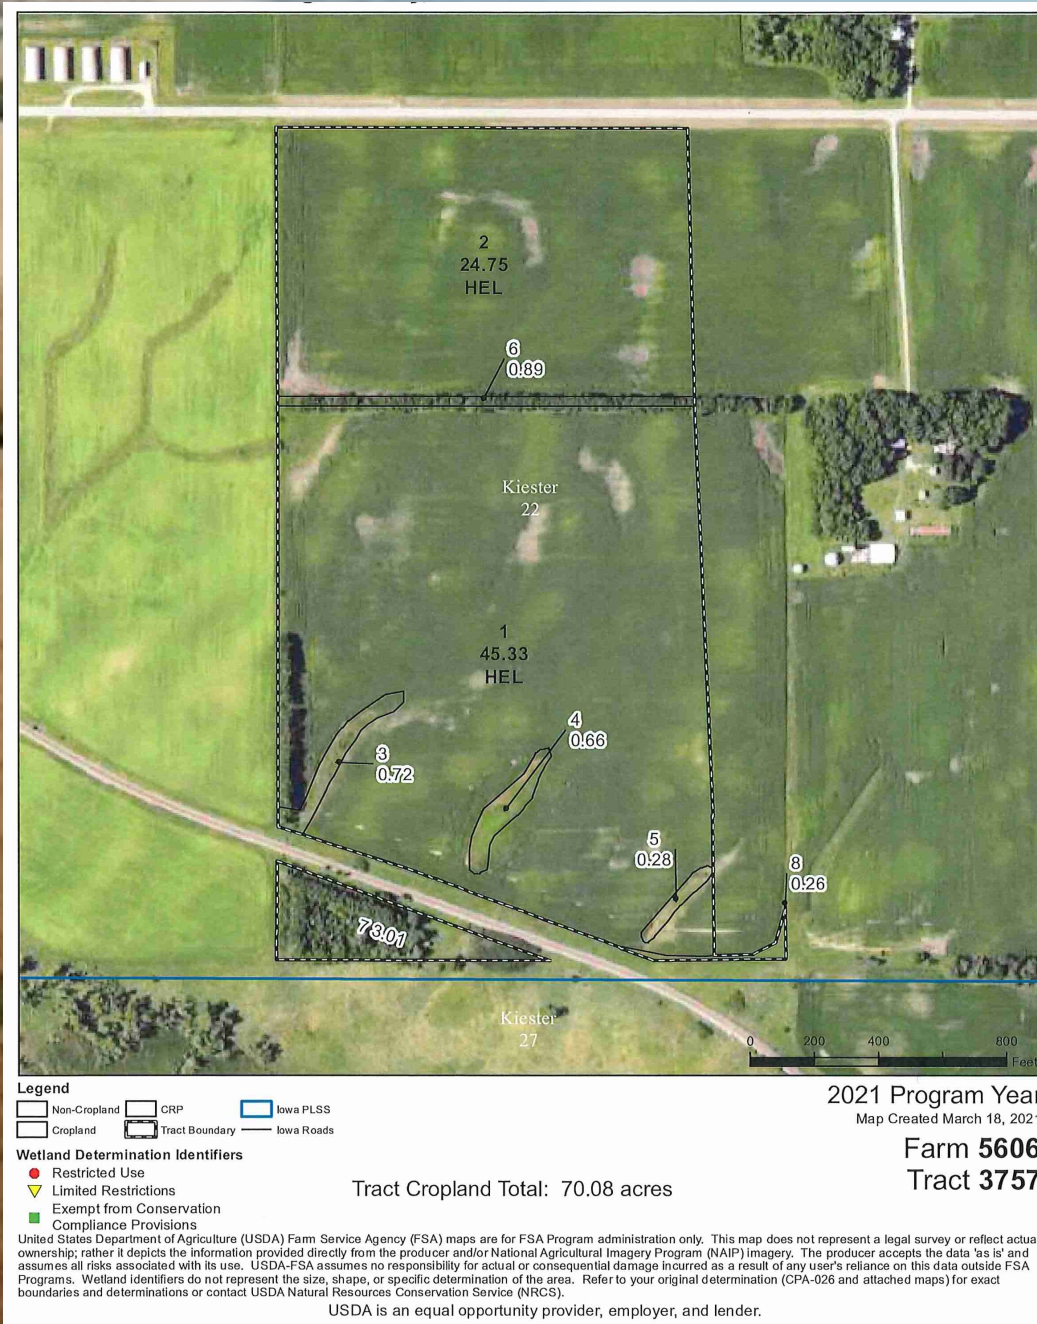 2
24.75
HEL
6
0.89
Kiester
22
1
45.33
HEL
4
0.66
3
0.72
5
0.28
8
0.26
73.01
Kiester
27
0 200 400 800
Feet
Legend
Non-Cropland CRP Iowa PLSS
Cropland Tract Boundary Iowa Roads
Wetland Determination Identifiers
Restricted Use
Limited Restrictions
Exempt from Conservation
Compliance Provisions
Tract Cropland Total: 70.08 acres
2021 Program Year
Map Created March 18, 2021
Farm 5606
Tract 3757
United States Department of Agriculture (USDA) Farm Service Agency (FSA) maps are for FSA Program administration only. This map does not represent a legal survey or reflect actua
ownership; rather it depicts the information provided directly from the producer and/or National Agricultural Imagery Program (NAIP) imagery. The producer accepts the data 'as is' and
assumes all risks associated with its use. USDA-FSA assumes no responsibility for actual or consequential damage incurred as a result of any user's reliance on this data outside FSA
Programs. Wetland identifiers do not represent the size, shape, or specific determination of the area. Refer to your original determination (CPA-026 and attached maps) for exact
boundaries and determinations or contact USDA Natural Resources Conservation Service (NRCS).
USDA is an equal opportunity provider, employer, and lender.